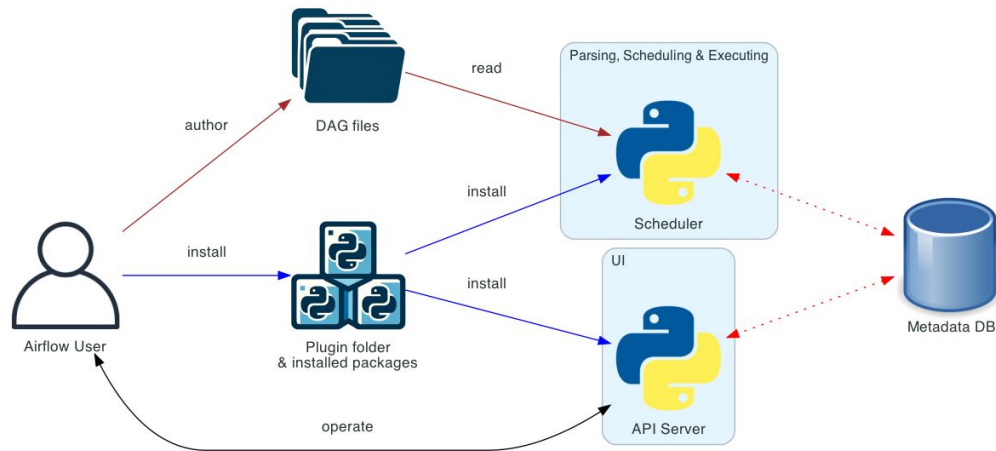 Parsing, Scheduling & Executing
read
author
DAG files
install
Scheduler
install
UI
install
Airflow User
Plugin folder
& installed packages
Metadata DB
operate
API Server